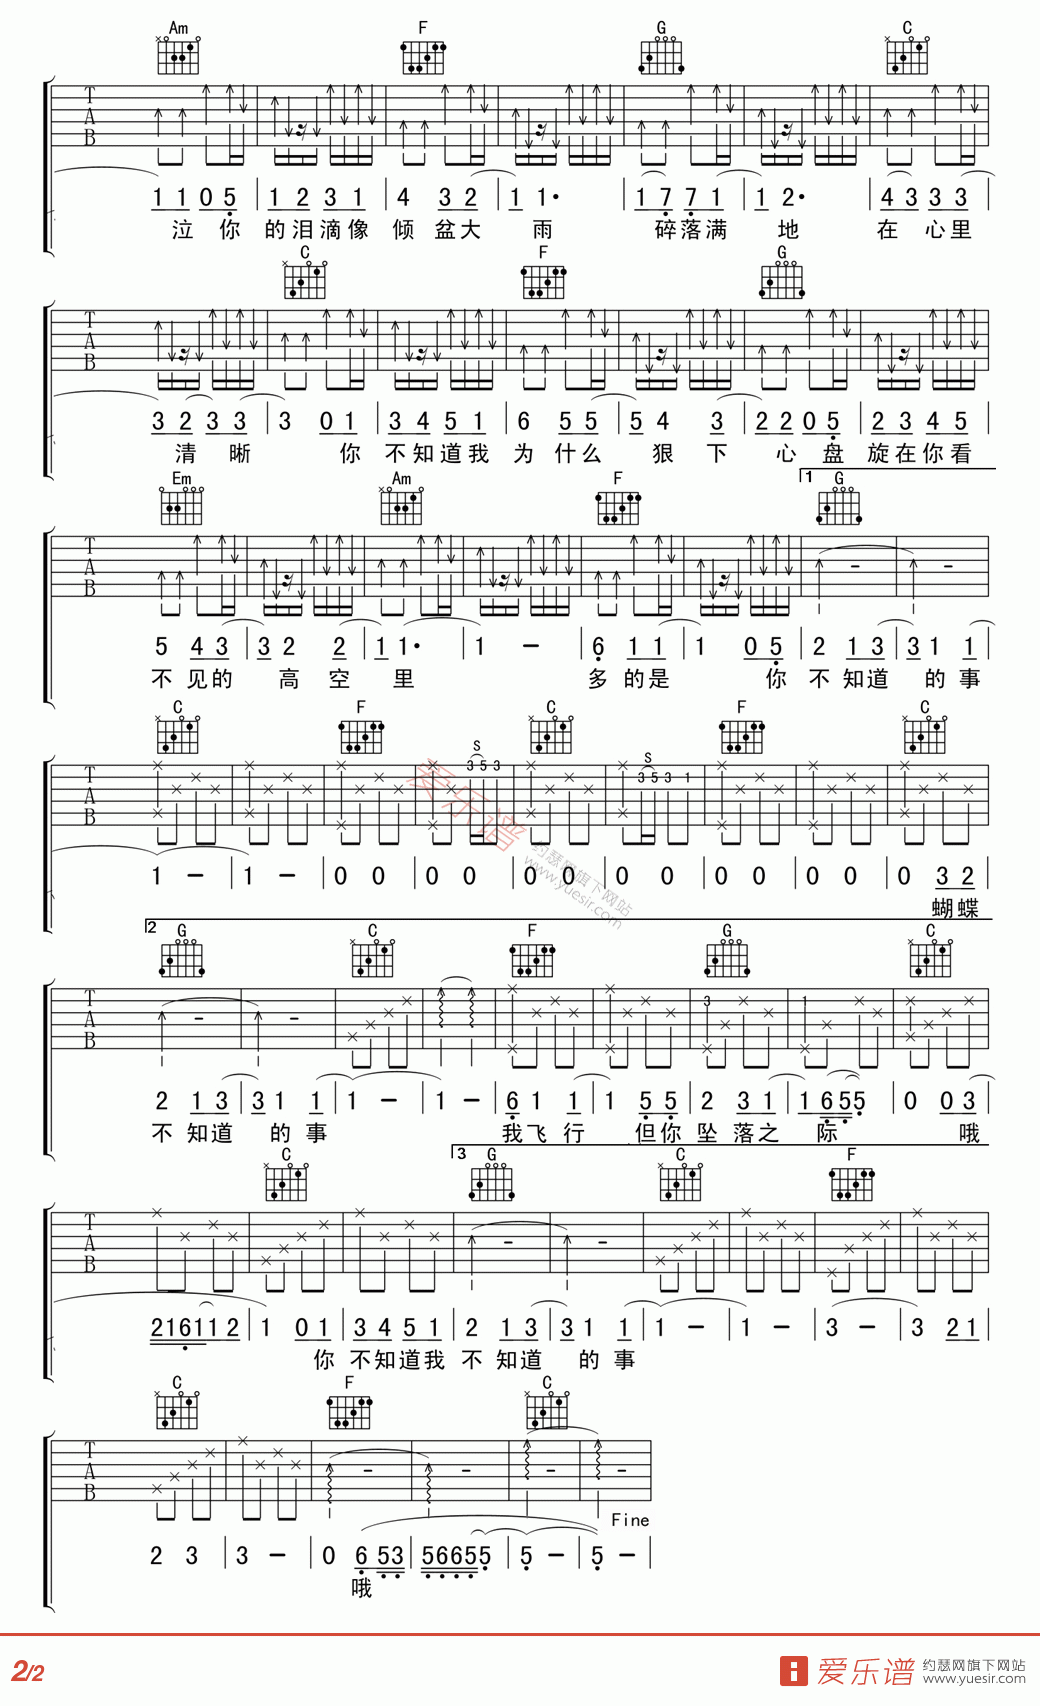 Am F G C
T A B
1 1 0 5 | 1 2 3 1 | 4 3 2 | 1 1· | 1 7 7 1 | 1 2· | 4 3 3 3 |
泣 你 的泪滴像 倾 盆大 雨 碎落满 地 在 心里
C F G
T A B
3 2 3 3 | 3 0 1 | 3 4 5 1 | 6 5 5 | 5 4 3 | 2 2 0 5 | 2 3 4 5
清 晰 你 不知道我 为 什么 狠 下 心 盘 旋在你看
Em Am F 1 G
T A B
5 4 3 | 3 2 2 | 1 1· | 1 - | 6 1 1 | 1 0 5 | 2 1 3 | 3 1 1 |
不 见的 高 空 里 多 的是 你 不 知道 的 事
C F C F C
S S
3 5 3 3 5 3 1
T A B
1 - | 1 - | 0 0 | 0 0 | 0 0 | 0 0 | 0 0 | 0 0 | 0 3 2 |
蝴蝶
2 G C F G C
3 1
T A B
2 1 3 | 3 1 1 | 1 - | 1 - | 6 1 1 | 1 5 5 | 2 3 1 | 1 6 5 5 | 0 0 3 |
不 知道 的 事 我 飞 行 但你 坠 落之 际 哦
C 3 G C F
T A B
2 1 6 1 1 2 | 1 0 1 | 3 4 5 1 | 2 1 3 | 3 1 1 | 1 - | 1 - | 3 - | 3 2 1 |
你 不知道我 不 知道 的 事
C F C
T A B
Fine
2 3 | 3 - | 0 6 5 3 | 5 6 6 5 5 | 5 - | 5 - |
哦
爱乐谱
约瑟网旗下网站
www.yuesir.com
2/2
爱乐谱 约瑟网旗下网站
www.yuesir.com